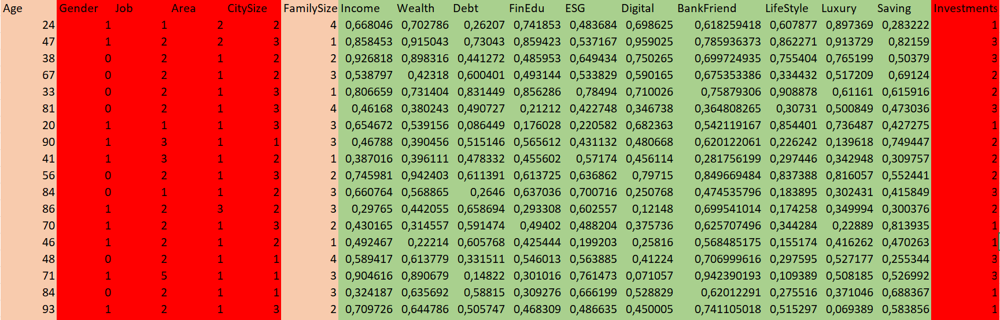 Age Gender Job Area CitySize FamilySize Income Wealth Debt FinEdu ESG Digital BankFriend LifeStyle Luxury Saving Investments
24 1 1 2 2 4 0,668046 0,702786 0,26207 0,741853 0,483684 0,698625 0,618259418 0,607877 0,897369 0,283222 1
47 1 2 2 3 1 0,858453 0,915043 0,73043 0,859423 0,537167 0,959025 0,785936373 0,862271 0,913729 0,82159 3
38 0 2 1 2 2 0,926818 0,898316 0,441272 0,485953 0,649434 0,750265 0,699724935 0,755404 0,765199 0,50379 3
67 0 2 1 2 3 0,538797 0,42318 0,600401 0,493144 0,533829 0,590165 0,675353386 0,334432 0,517209 0,69124 2
33 0 2 1 3 1 0,806659 0,731404 0,831449 0,856286 0,78494 0,710026 0,75879306 0,908878 0,61161 0,615916 2
81 0 2 1 3 4 0,46168 0,380243 0,490727 0,21212 0,422748 0,346738 0,364808265 0,30731 0,500849 0,473036 3
20 1 1 1 3 3 0,654672 0,539156 0,086449 0,176028 0,220582 0,682363 0,542119167 0,854401 0,736487 0,427275 1
90 1 3 1 1 3 0,46788 0,390456 0,515146 0,565612 0,431132 0,480668 0,620122061 0,226242 0,139618 0,749447 2
41 1 3 1 2 1 0,387016 0,396111 0,478332 0,455602 0,57174 0,456114 0,281756199 0,297446 0,342948 0,309757 2
56 0 2 1 3 2 0,745981 0,942403 0,611391 0,613725 0,636862 0,79715 0,849669484 0,837388 0,816057 0,552441 2
84 0 1 1 2 3 0,660764 0,568865 0,2646 0,637036 0,700716 0,250768 0,474535796 0,183895 0,302431 0,415849 3
86 1 2 3 2 3 0,29765 0,442055 0,658694 0,293308 0,602557 0,12148 0,699541014 0,174258 0,349994 0,300376 2
70 1 2 1 3 2 0,430165 0,314557 0,591474 0,49402 0,488204 0,375736 0,625707496 0,344284 0,22889 0,813935 1
46 1 2 1 2 1 0,492467 0,22214 0,605768 0,425444 0,199203 0,25816 0,568485175 0,155174 0,416262 0,470263 1
48 0 2 1 1 4 0,589417 0,613779 0,331511 0,546013 0,563885 0,41224 0,706999616 0,297595 0,527177 0,255344 3
71 1 5 1 1 3 0,904616 0,890679 0,14822 0,301016 0,761473 0,071057 0,942390193 0,109389 0,508185 0,526992 3
84 0 2 1 1 3 0,324187 0,635692 0,58815 0,309276 0,666199 0,528829 0,62012291 0,275516 0,371046 0,688367 1
93 1 2 1 3 2 0,709726 0,644786 0,505747 0,468309 0,486635 0,450005 0,741105018 0,515297 0,069389 0,583856 1